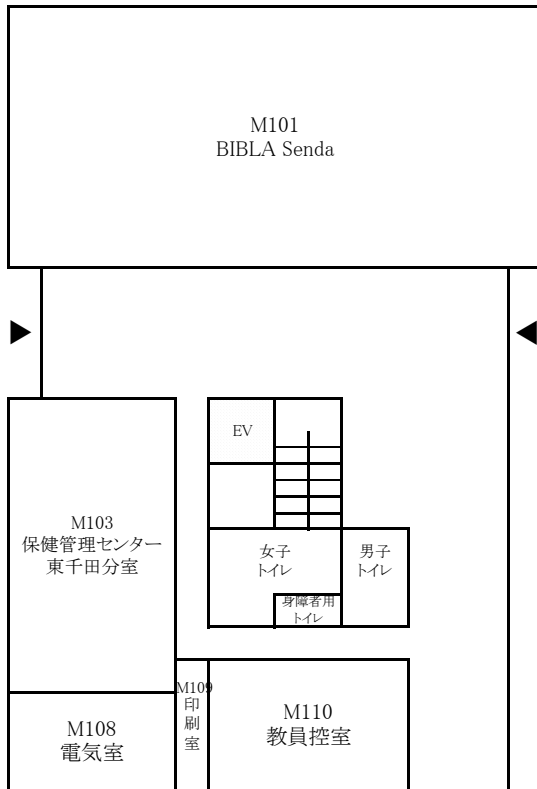 M101
BIBLA Senda
EV
M103
保健管理センター
東千田分室
女子
トイレ
男子
トイレ
身障者用
トイレ
M109
印
刷
室
M108
電気室
M110
教員控室